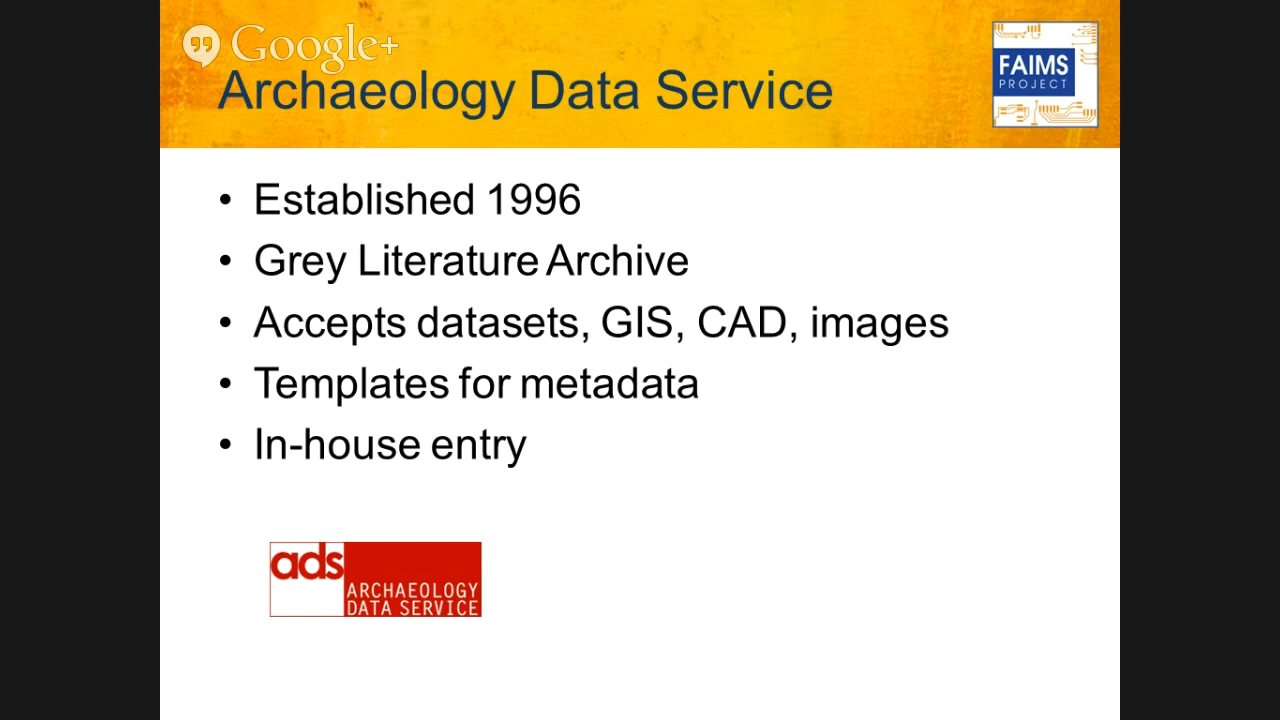 Google+
FAIMS
PROJECT
Archaeology Data Service
• Established 1996
• Grey Literature Archive
• Accepts datasets, GIS, CAD, images
• Templates for metadata
• In-house entry
ads
ARCHAEOLOGY
DATA SERVICE